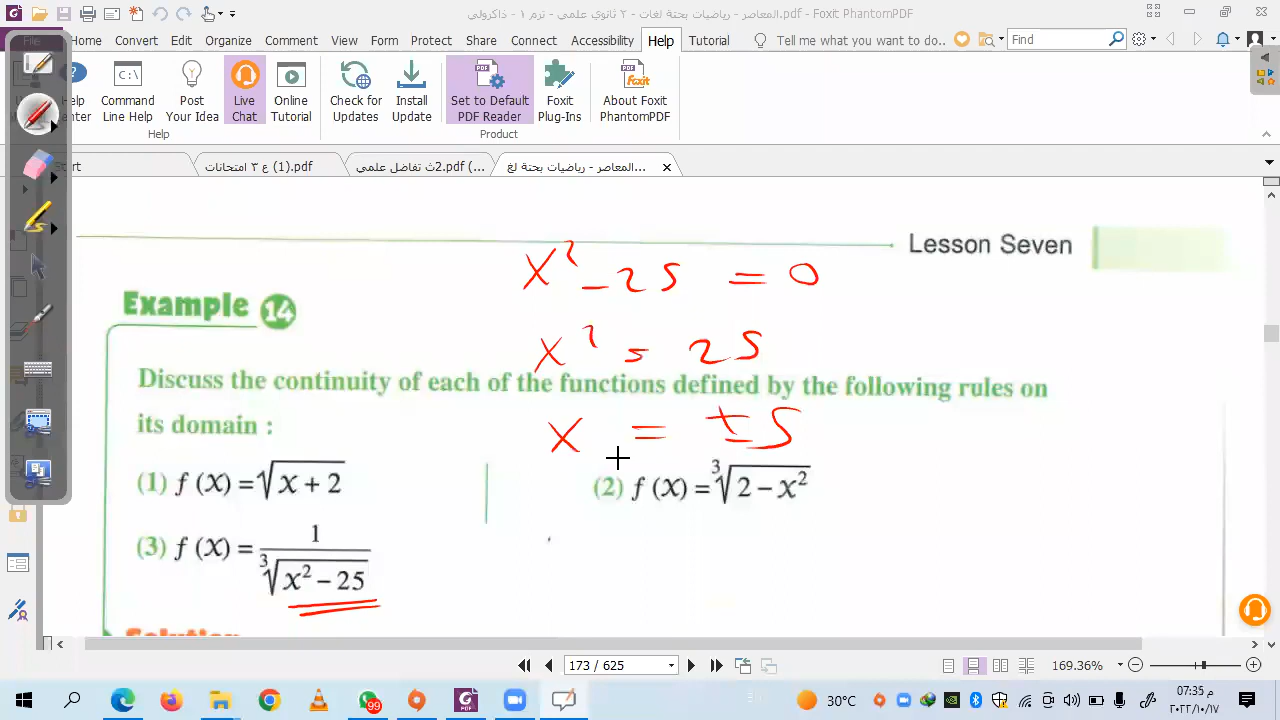 المعاصر - رياضيات بحتة لغات - ٢ ثانوي علمي - ترم ١ - داكرولي.pdf - Foxit PhantomPDF
File Home Convert Edit Organize Comment View Form Protect Share Connect Accessibility Help Tutorial Tell me what you want to do.. Find
Help Center
Command Line Help
Post Your Idea
Live Chat
Online Tutorial
Check for Updates
Install Update
Set to Default PDF Reader
Foxit Plug-Ins
About Foxit PhantomPDF
Help Product
Start
ع ٣ امتحانات (1).pdf
2ث تفاضل علمي.pdf (...
المعاصر - رياضيات بحتة لغ...
Lesson Seven
x² - 25 = 0
Example 14
x² = 25
Discuss the continuity of each of the functions defined by the following rules on
its domain :
x = ±5
(1) f (X) = √x + 2
(2) f (X) = ∛2 – x²
(3) f (X) = 1 / ∛x² – 25
Solution
173 / 625
169.36%
99
30°C
07:35 م
٢٠٢٢/١٠/١٧